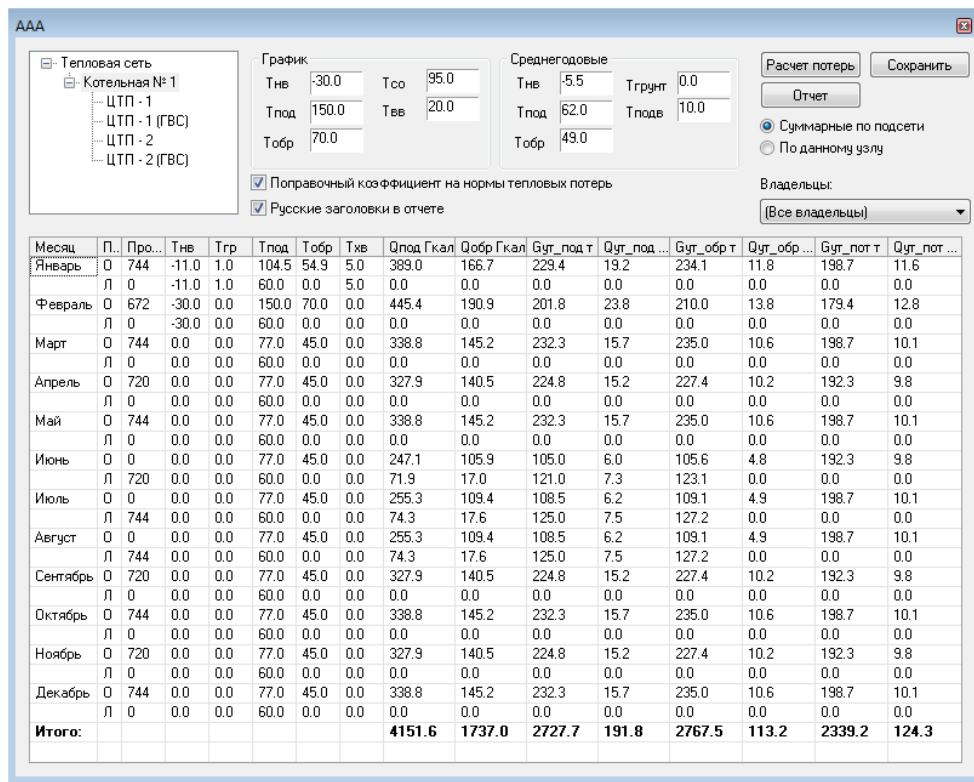 AAA
Тепловая сеть
Котельная № 1
ЦТП - 1
ЦТП - 1 (ГВС)
ЦТП - 2
ЦТП - 2 (ГВС)
График
Тнв -30.0 Тсо 95.0
Тпод 150.0 Твв 20.0
Тобр 70.0
Среднегодовые
Тнв -5.5 Тгрунт 0.0
Тпод 62.0 Тподв 10.0
Тобр 49.0
Расчет потерь Сохранить
Отчет
Суммарные по подсети
По данному узлу
Поправочный коэффициент на нормы тепловых потерь
Русские заголовки в отчете
Владельцы:
(Все владельцы)
Месяц П.. Про... Тнв Тгр Тпод Тобр Тхв Qпод Гкал Qобр Гкал Gут_под т Qут_под ... Gут_обр т Qут_обр ... Gут_пот т Qут_пот ...
Январь О 744 -11.0 1.0 104.5 54.9 5.0 389.0 166.7 229.4 19.2 234.1 11.8 198.7 11.6
Л 0 -11.0 1.0 60.0 0.0 5.0 0.0 0.0 0.0 0.0 0.0 0.0 0.0 0.0
Февраль О 672 -30.0 0.0 150.0 70.0 0.0 445.4 190.9 201.8 23.8 210.0 13.8 179.4 12.8
Л 0 -30.0 0.0 60.0 0.0 0.0 0.0 0.0 0.0 0.0 0.0 0.0 0.0 0.0
Март О 744 0.0 0.0 77.0 45.0 0.0 338.8 145.2 232.3 15.7 235.0 10.6 198.7 10.1
Л 0 0.0 0.0 60.0 0.0 0.0 0.0 0.0 0.0 0.0 0.0 0.0 0.0 0.0
Апрель О 720 0.0 0.0 77.0 45.0 0.0 327.9 140.5 224.8 15.2 227.4 10.2 192.3 9.8
Л 0 0.0 0.0 60.0 0.0 0.0 0.0 0.0 0.0 0.0 0.0 0.0 0.0 0.0
Май О 744 0.0 0.0 77.0 45.0 0.0 338.8 145.2 232.3 15.7 235.0 10.6 198.7 10.1
Л 0 0.0 0.0 60.0 0.0 0.0 0.0 0.0 0.0 0.0 0.0 0.0 0.0 0.0
Июнь О 0 0.0 0.0 77.0 45.0 0.0 247.1 105.9 105.0 6.0 105.6 4.8 192.3 9.8
Л 720 0.0 0.0 60.0 0.0 0.0 71.9 17.0 121.0 7.3 123.1 0.0 0.0 0.0
Июль О 0 0.0 0.0 77.0 45.0 0.0 255.3 109.4 108.5 6.2 109.1 4.9 198.7 10.1
Л 744 0.0 0.0 60.0 0.0 0.0 74.3 17.6 125.0 7.5 127.2 0.0 0.0 0.0
Август О 0 0.0 0.0 77.0 45.0 0.0 255.3 109.4 108.5 6.2 109.1 4.9 198.7 10.1
Л 744 0.0 0.0 60.0 0.0 0.0 74.3 17.6 125.0 7.5 127.2 0.0 0.0 0.0
Сентябрь О 720 0.0 0.0 77.0 45.0 0.0 327.9 140.5 224.8 15.2 227.4 10.2 192.3 9.8
Л 0 0.0 0.0 60.0 0.0 0.0 0.0 0.0 0.0 0.0 0.0 0.0 0.0 0.0
Октябрь О 744 0.0 0.0 77.0 45.0 0.0 338.8 145.2 232.3 15.7 235.0 10.6 198.7 10.1
Л 0 0.0 0.0 60.0 0.0 0.0 0.0 0.0 0.0 0.0 0.0 0.0 0.0 0.0
Ноябрь О 720 0.0 0.0 77.0 45.0 0.0 327.9 140.5 224.8 15.2 227.4 10.2 192.3 9.8
Л 0 0.0 0.0 60.0 0.0 0.0 0.0 0.0 0.0 0.0 0.0 0.0 0.0 0.0
Декабрь О 744 0.0 0.0 77.0 45.0 0.0 338.8 145.2 232.3 15.7 235.0 10.6 198.7 10.1
Л 0 0.0 0.0 60.0 0.0 0.0 0.0 0.0 0.0 0.0 0.0 0.0 0.0 0.0
Итого: 4151.6 1737.0 2727.7 191.8 2767.5 113.2 2339.2 124.3